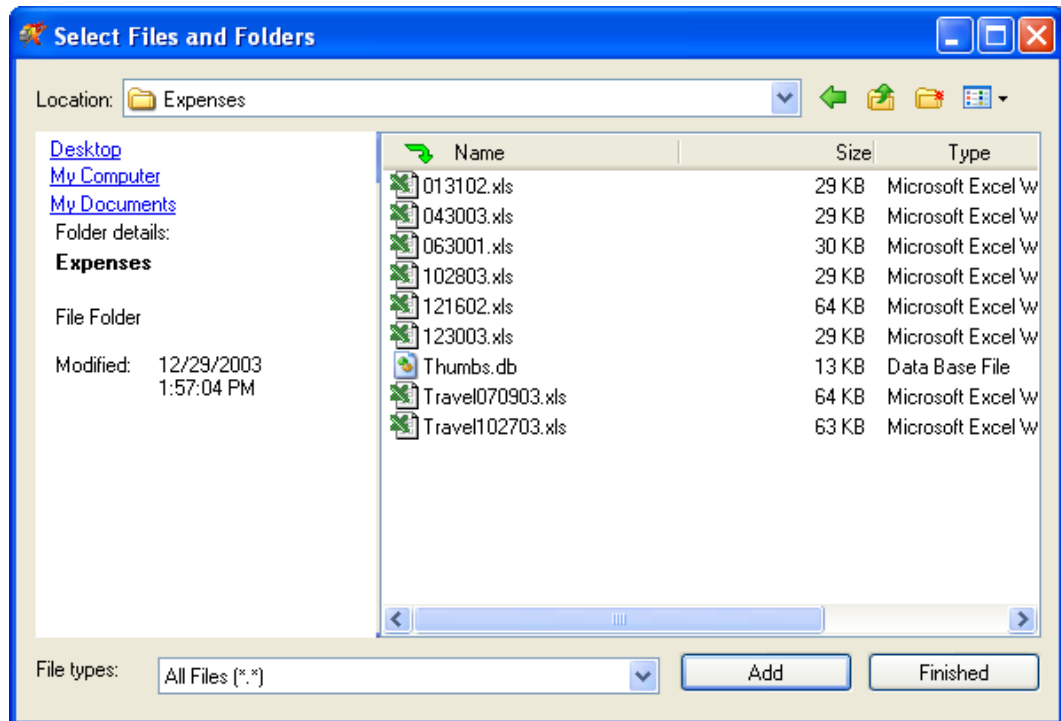 Select Files and Folders
Location: Expenses
Desktop
My Computer
My Documents
Folder details:
Expenses
File Folder
Modified: 12/29/2003
1:57:04 PM
Name Size Type
013102.xls 29 KB Microsoft Excel W
043003.xls 29 KB Microsoft Excel W
063001.xls 30 KB Microsoft Excel W
102803.xls 29 KB Microsoft Excel W
121602.xls 64 KB Microsoft Excel W
123003.xls 29 KB Microsoft Excel W
Thumbs.db 13 KB Data Base File
Travel070903.xls 64 KB Microsoft Excel W
Travel102703.xls 63 KB Microsoft Excel W
File types: All Files (*.*) Add Finished